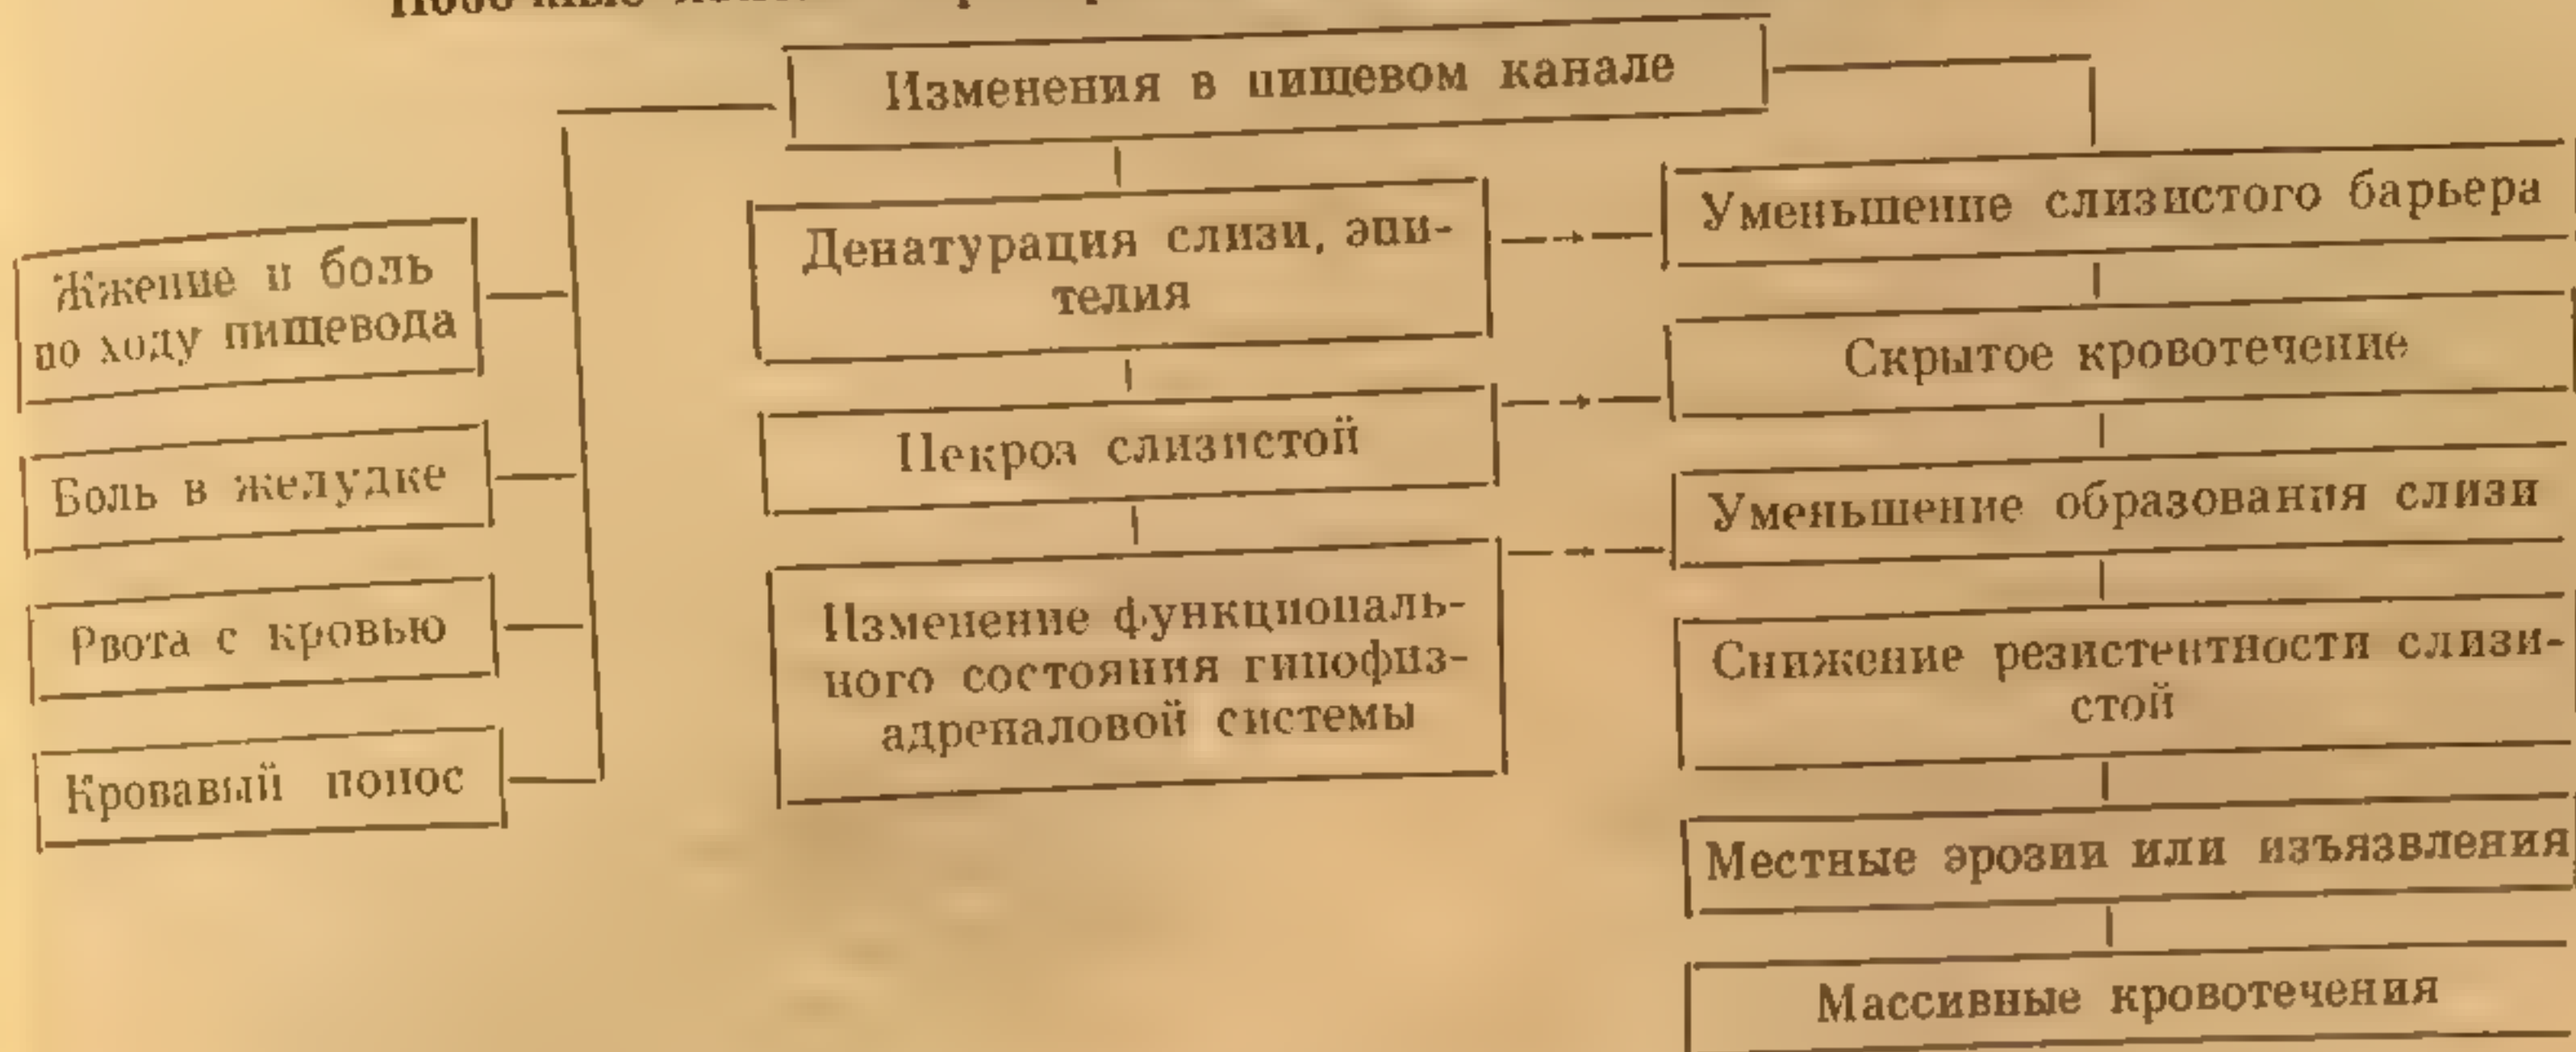 Изменения в пищевом канале
Жжение и боль
по ходу пищевода
Боль в желудке
Рвота с кровью
Кровавый понос
Денатурация слизи, эпи-
телия
Некроз слизистой
Изменение функциональ-
ного состояния гипофиз-
адреналовой системы
Уменьшение слизистого барьера
Скрытое кровотечение
Уменьшение образования слизи
Снижение резистентности слизи-
стой
Местные эрозии или изъязвления
Массивные кровотечения